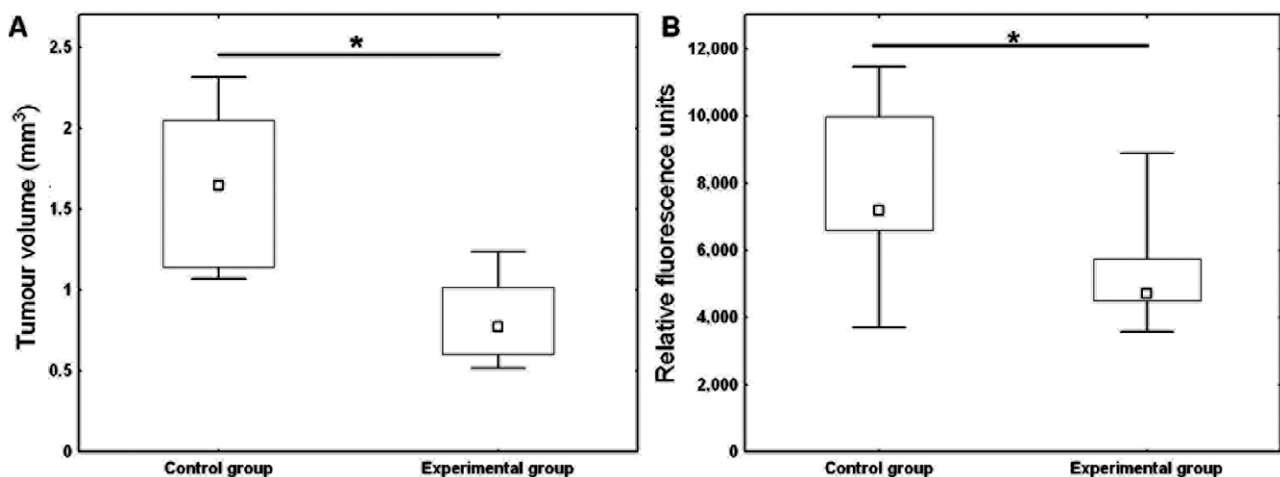 A
*
Tumour volume (mm³)
2.5
2
1.5
1
0.5
0
Control group
Experimental group
B
*
Relative fluorescence units
12,000
10,000
8,000
6,000
4,000
2,000
0
Control group
Experimental group